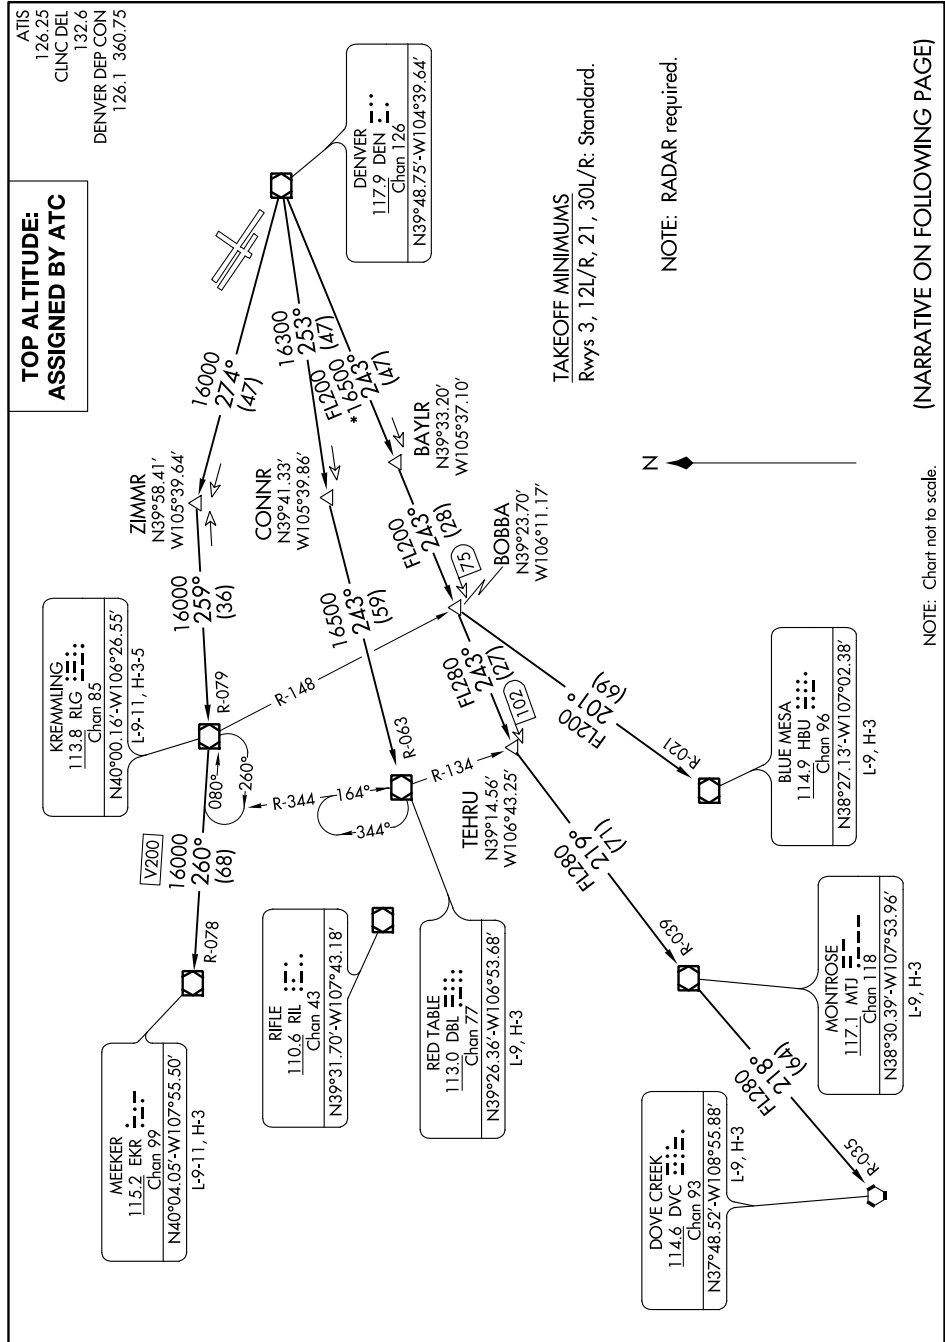 TOP ALTITUDE:
ASSIGNED BY ATC
ATIS
126.25
CLNC DEL
132.6
DENVER DEP CON
126.1 360.75
DENVER
117.9 DEN
Chan 126
N39°48.75'-W104°39.64'
16000
274°
(47)
16300
253°
(47)
FL200
*16500
243°
(47)
ZIMMR
N39°58.41'
W105°39.64'
CONNR
N39°41.33'
W105°39.86'
BAYLR
N39°33.20'
W105°37.10'
16000
259°
(36)
16500
243°
(59)
FL200
243°
(28)
75
BOBBA
N39°23.70'
W106°11.17'
KREMMLING
113.8 RLG
Chan 85
N40°00.16'-W106°26.55'
L-9-11, H-3-5
R-079
R-148
080°
260°
V200
16000
260°
(68)
R-078
R-344
164°
344°
R-063
R-134
FL280
243°
(27)
102
TEHRU
N39°14.56'
W106°43.25'
FL200
201°
(69)
R-021
BLUE MESA
114.9 HBU
Chan 96
N38°27.13'-W107°02.38'
L-9, H-3
MEEKER
115.2 EKR
Chan 99
N40°04.05'-W107°55.50'
L-9-11, H-3
RIFLE
110.6 RIL
Chan 43
N39°31.70'-W107°43.18'
RED TABLE
113.0 DBL
Chan 77
N39°26.36'-W106°53.68'
L-9, H-3
FL280
219°
(71)
R-039
MONTROSE
117.1 MTJ
Chan 118
N38°30.39'-W107°53.96'
L-9, H-3
FL280
218°
(64)
R-035
DOVE CREEK
114.6 DVC
Chan 93
N37°48.52'-W108°55.88'
L-9, H-3
N
TAKEOFF MINIMUMS
Rwys 3, 12L/R, 21, 30L/R: Standard.
NOTE: RADAR required.
NOTE: Chart not to scale.
(NARRATIVE ON FOLLOWING PAGE)